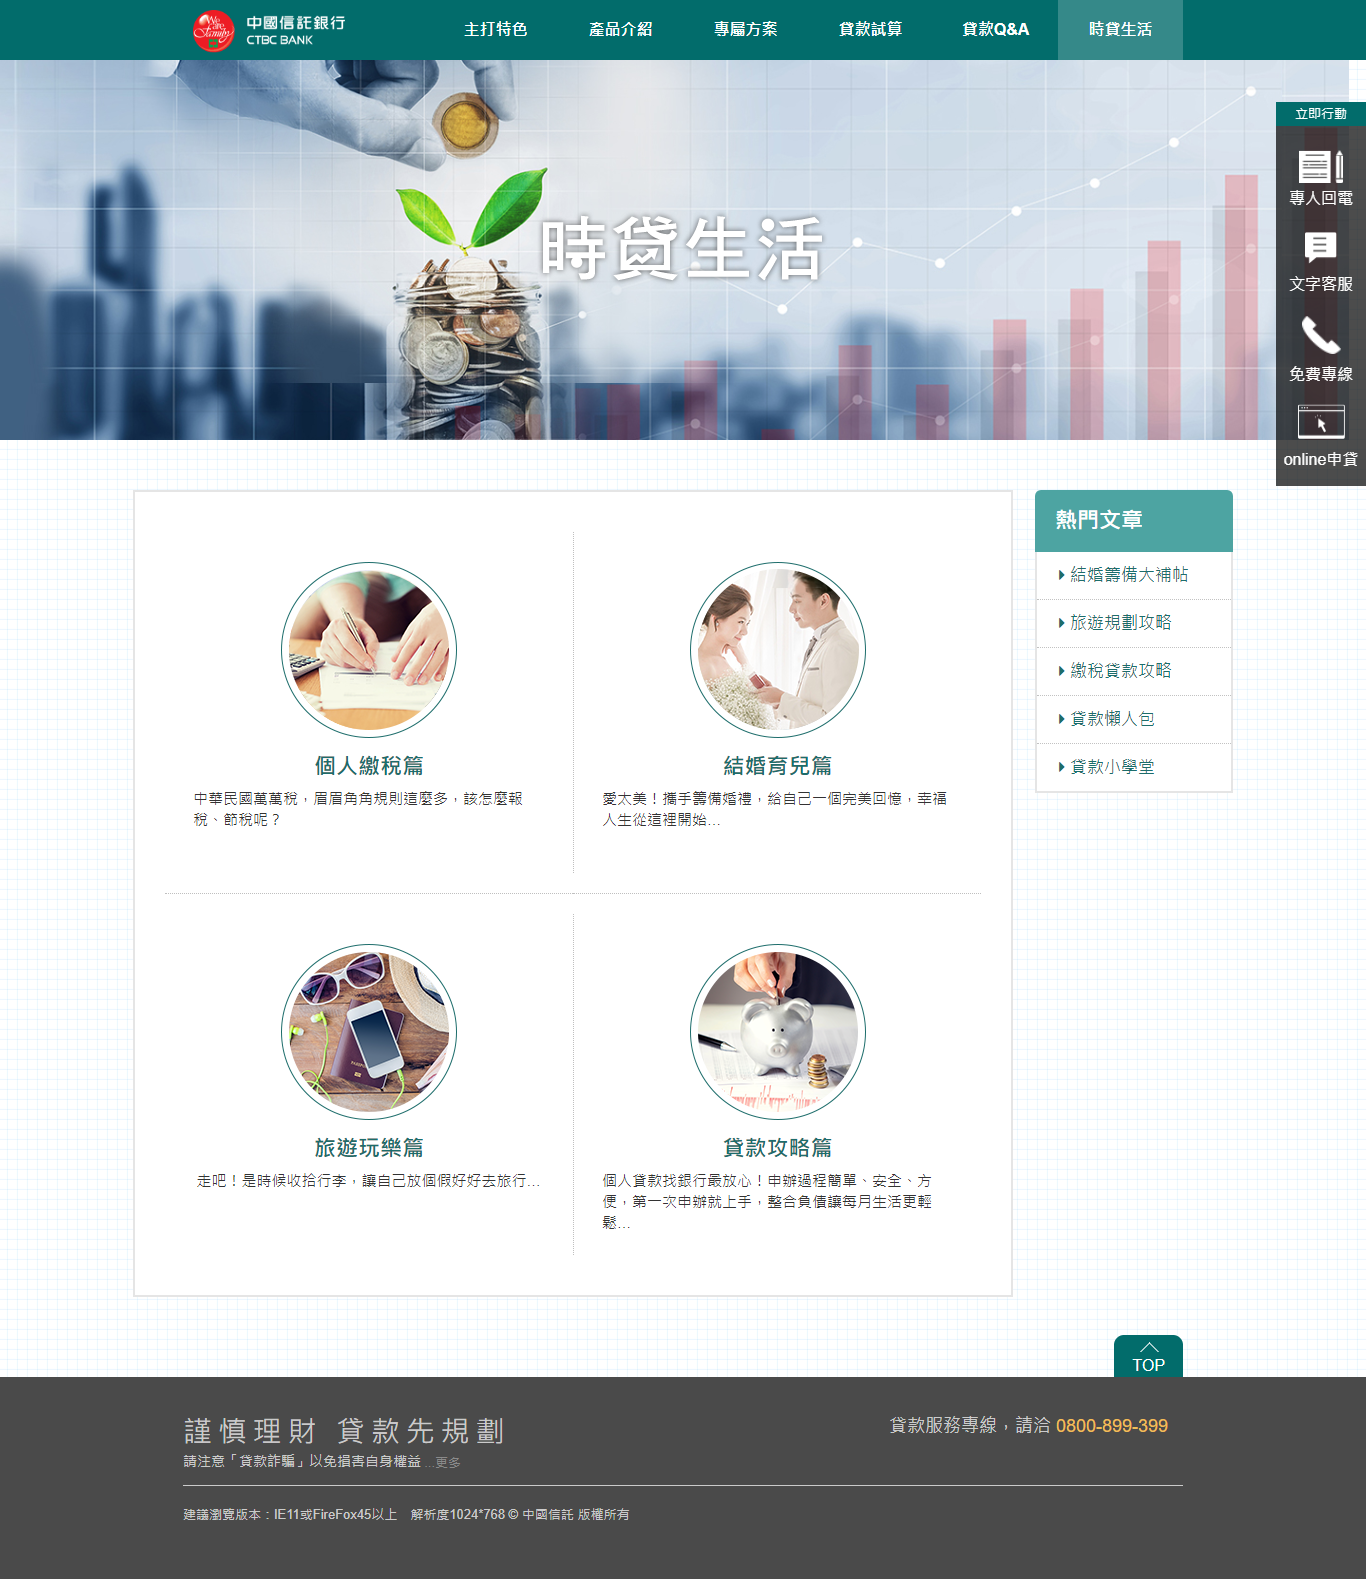 We are Family
中國信託銀行
CTBC BANK
主打特色
產品介紹
專屬方案
貸款試算
貸款Q&A
時貸生活
時貸生活
立即行動
專人回電
文字客服
免費專線
online申貸
個人繳稅篇
中華民國萬萬稅，眉眉角角規則這麼多，該怎麼報
稅、節稅呢？
結婚育兒篇
愛太美！攜手籌備婚禮，給自己一個完美回憶，幸福
人生從這裡開始...
旅遊玩樂篇
走吧！是時候收拾行李，讓自己放個假好好去旅行...
貸款攻略篇
個人貸款找銀行最放心！申辦過程簡單、安全、方
便，第一次申辦就上手，整合負債讓每月生活更輕
鬆...
熱門文章
結婚籌備大補帖
旅遊規劃攻略
繳稅貸款攻略
貸款懶人包
貸款小學堂
TOP
謹慎理財 貸款先規劃
請注意「貸款詐騙」以免損害自身權益 ...更多
貸款服務專線，請洽 0800-899-399
建議瀏覽版本：IE11或FireFox45以上　解析度1024*768 © 中國信託 版權所有